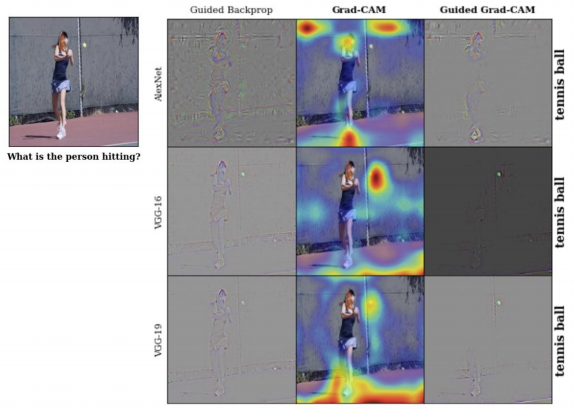 Guided Backprop
Grad-CAM
Guided Grad-CAM
AlexNet
tennis ball
What is the person hitting?
VGG-16
tennis ball
VGG-19
tennis ball